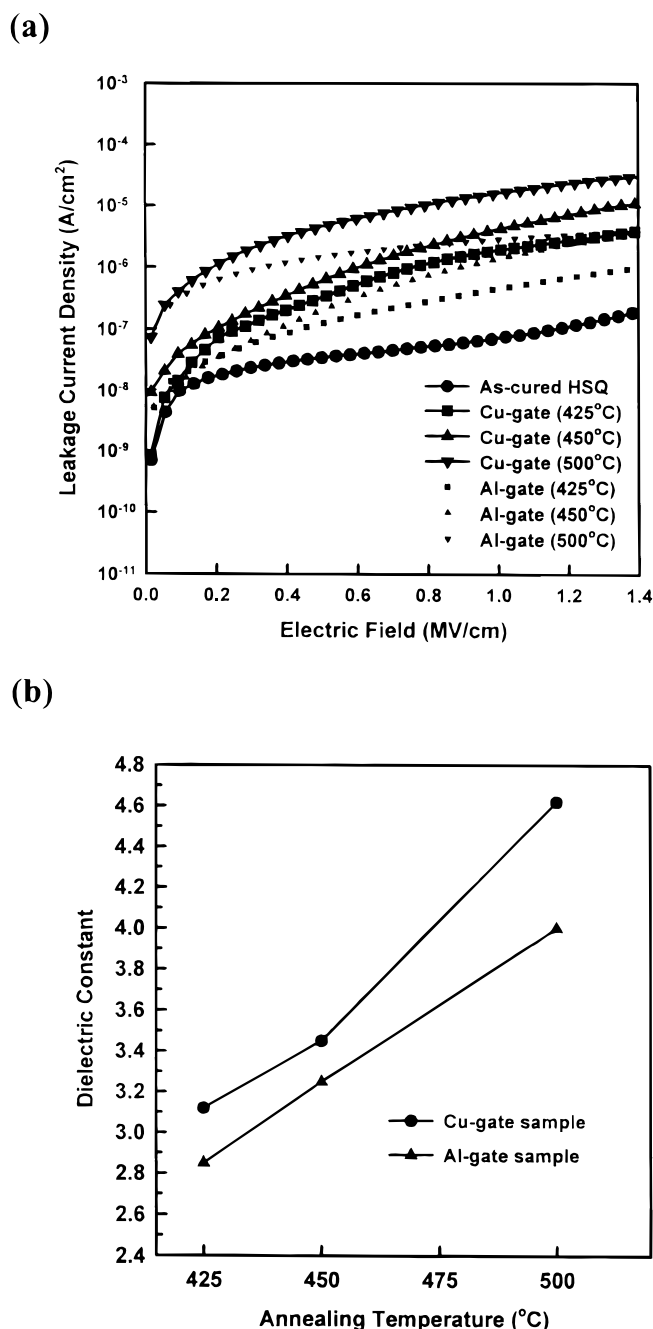 (a)
10⁻³
10⁻⁴
10⁻⁵
10⁻⁶
10⁻⁷
10⁻⁸
10⁻⁹
10⁻¹⁰
10⁻¹¹
Leakage Current Density (A/cm²)
As-cured HSQ
Cu-gate (425°C)
Cu-gate (450°C)
Cu-gate (500°C)
Al-gate (425°C)
Al-gate (450°C)
Al-gate (500°C)
0.0 0.2 0.4 0.6 0.8 1.0 1.2 1.4
Electric Field (MV/cm)
(b)
4.8
4.6
4.4
4.2
4.0
3.8
3.6
3.4
3.2
3.0
2.8
2.6
2.4
Dielectric Constant
Cu-gate sample
Al-gate sample
425 450 475 500
Annealing Temperature (°C)